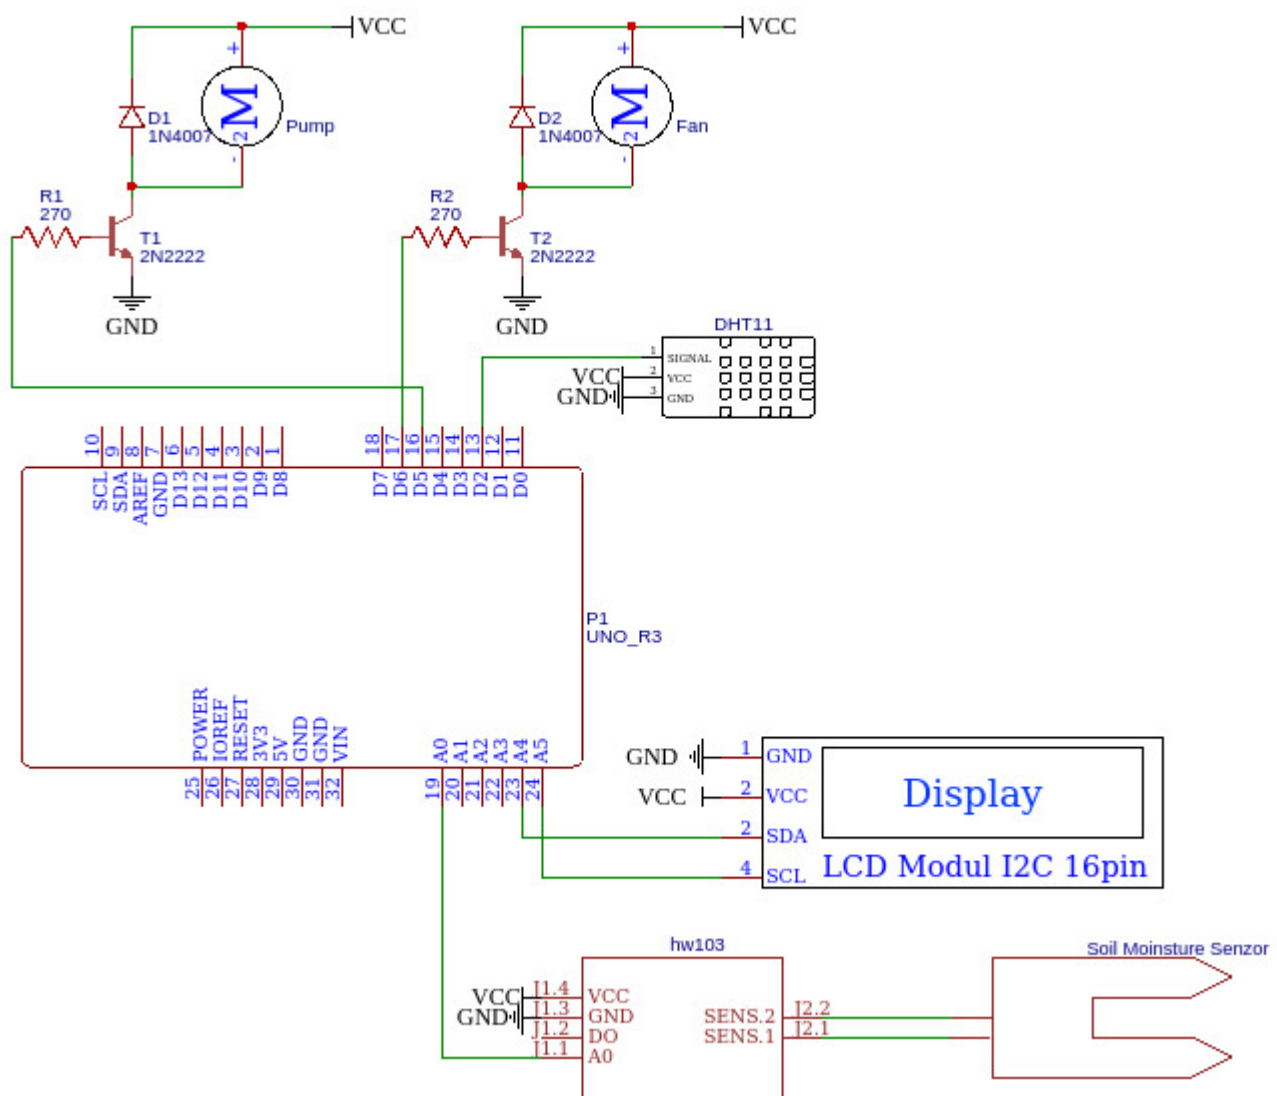 VCC
VCC
+
+
M
M
D1
1N4007
2
Pump
D2
1N4007
2
Fan
-
-
R1
270
R2
270
T1
2N2222
T2
2N2222
GND
GND
DHT11
1 SIGNAL
VCC 2 VCC
GND 3 GND
10 9 8 7 6 5 4 3 2 1 18 17 16 15 14 13 12 11
SCL SDA AREF GND D13 D12 D11 D10 D9 D8 D7 D6 D5 D4 D3 D2 D1 D0
P1
UNO_R3
POWER IOREF RESET 3V3 5V GND GND VIN A0 A1 A2 A3 A4 A5
25 26 27 28 29 30 31 32 19 20 21 22 23 24
GND 1 GND
VCC 2 VCC
2 SDA
4 SCL
Display
LCD Modul I2C 16pin
hw103
Soil Moinsture Senzor
VCC J1.4 VCC
GND J1.3 GND
J1.2 DO
J1.1 A0
SENS.2 J2.2
SENS.1 J2.1